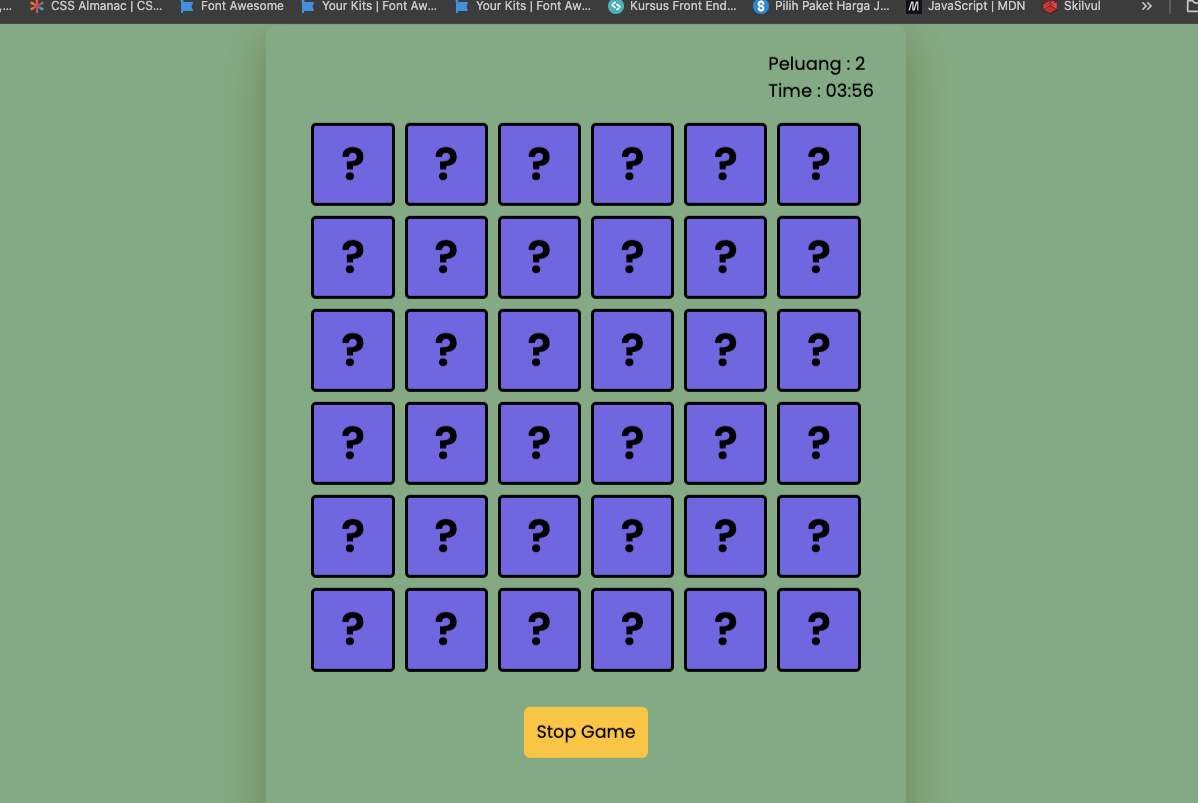 ,... CSS Almanac | CS... Font Awesome Your Kits | Font Aw... Your Kits | Font Aw... Kursus Front End... Pilih Paket Harga J... JavaScript | MDN Skilvul »
Peluang : 2
Time : 03:56
? ? ? ? ? ?
? ? ? ? ? ?
? ? ? ? ? ?
? ? ? ? ? ?
? ? ? ? ? ?
? ? ? ? ? ?
Stop Game